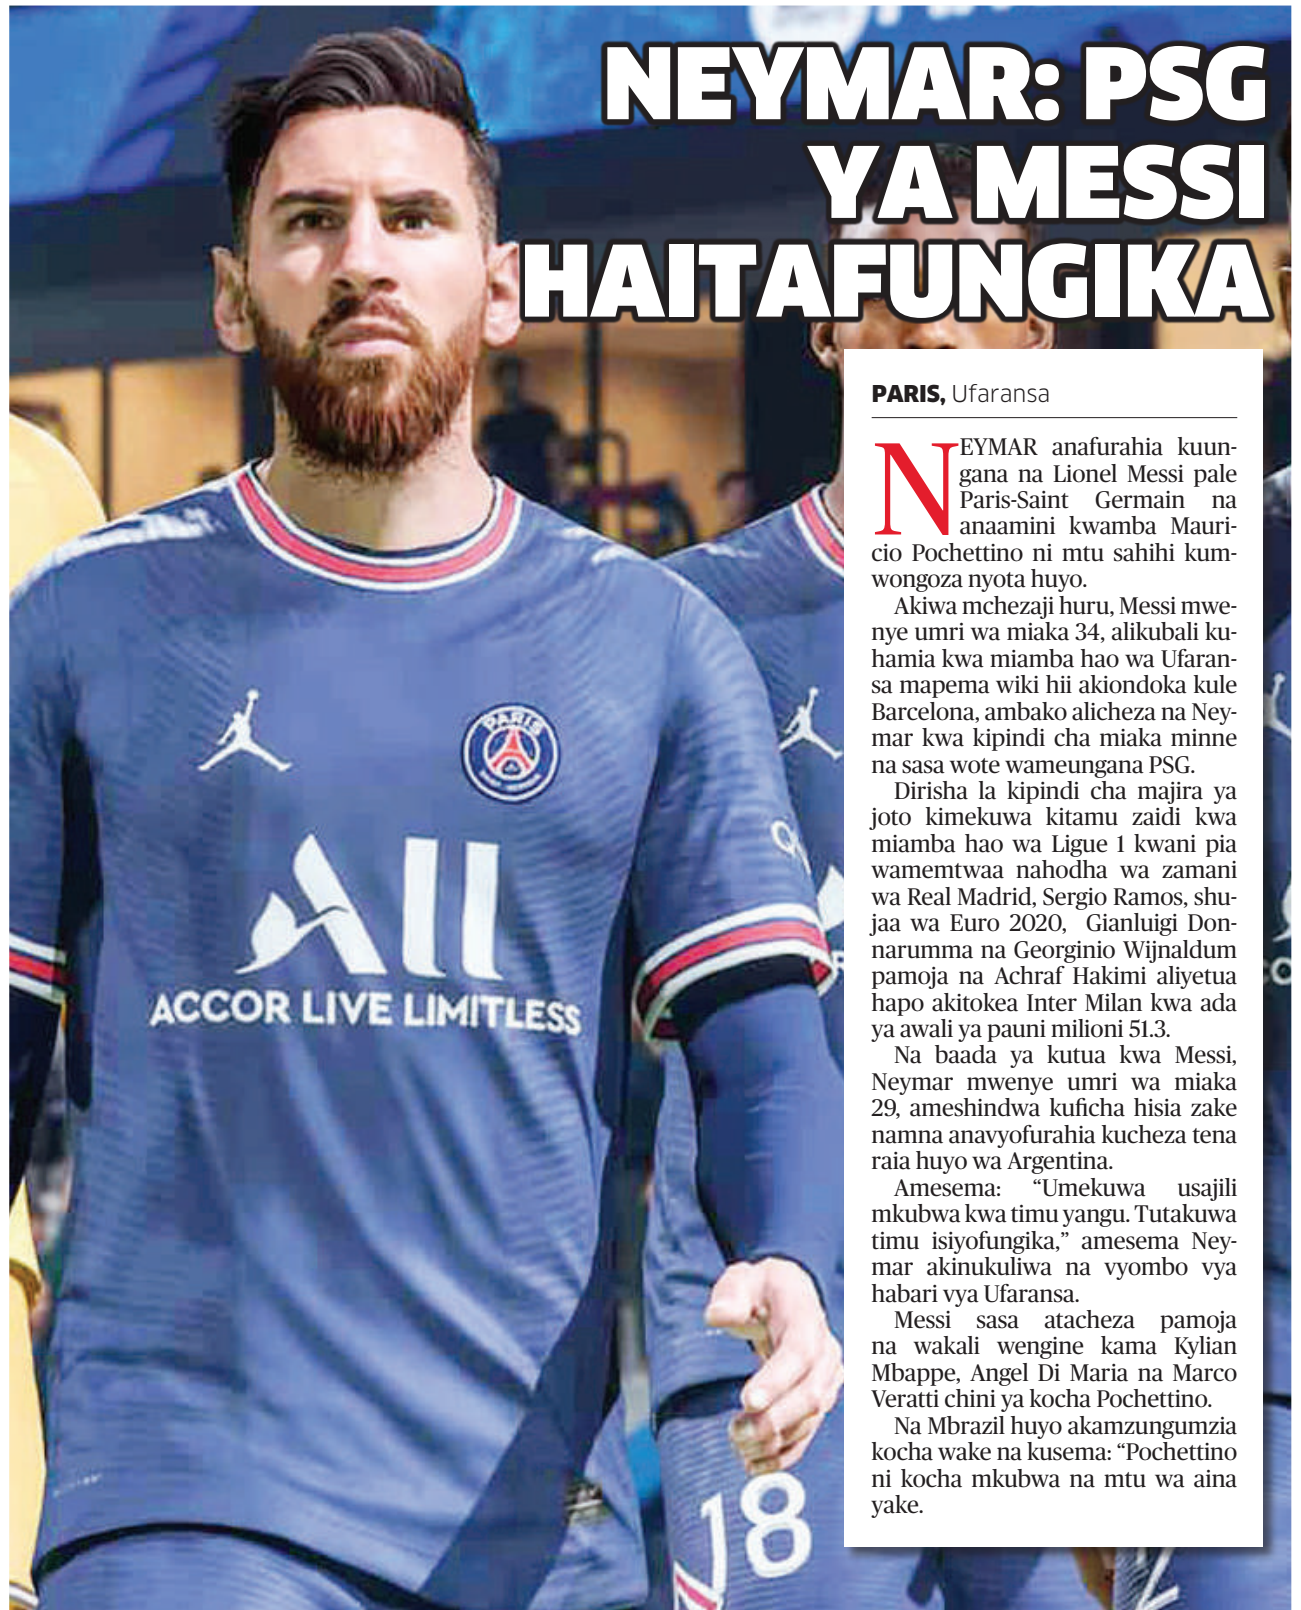 NEYMAR: PSG
YA MESSI
HAITAFUNGIKA
PARIS, Ufaransa
NEYMAR anafurahia kuun-
gana na Lionel Messi pale
Paris-Saint Germain na
anaamini kwamba Mauri-
cio Pochettino ni mtu sahihi kum-
wongoza nyota huyo.
Akiwa mchezaji huru, Messi mwe-
nye umri wa miaka 34, alikubali ku-
hamia kwa miamba hao wa Ufaran-
sa mapema wiki hii akiondoka kule
Barcelona, ambako alicheza na Ney-
mar kwa kipindi cha miaka minne
na sasa wote wameungana PSG.
Dirisha la kipindi cha majira ya
joto kimekuwa kitamu zaidi kwa
miamba hao wa Ligue 1 kwani pia
wamemtwaa nahodha wa zamani
wa Real Madrid, Sergio Ramos, shu-
jaa wa Euro 2020, Gianluigi Don-
narumma na Georginio Wijnaldum
pamoja na Achraf Hakimi aliyetua
hapo akitokea Inter Milan kwa ada
ya awali ya pauni milioni 51.3.
Na baada ya kutua kwa Messi,
Neymar mwenye umri wa miaka
29, ameshindwa kuficha hisia zake
namna anavyofurahia kucheza tena
raia huyo wa Argentina.
Amesema: “Umekuwa usajili
mkubwa kwa timu yangu. Tutakuwa
timu isiyofungika,” amesema Ney-
mar akinukuliwa na vyombo vya
habari vya Ufaransa.
Messi sasa atacheza pamoja
na wakali wengine kama Kylian
Mbappe, Angel Di Maria na Marco
Veratti chini ya kocha Pochettino.
Na Mbrazil huyo akamzungumzia
kocha wake na kusema: “Pochettino
ni kocha mkubwa na mtu wa aina
yake.
PARIS
ALL
ACCOR LIVE LIMITLESS
18